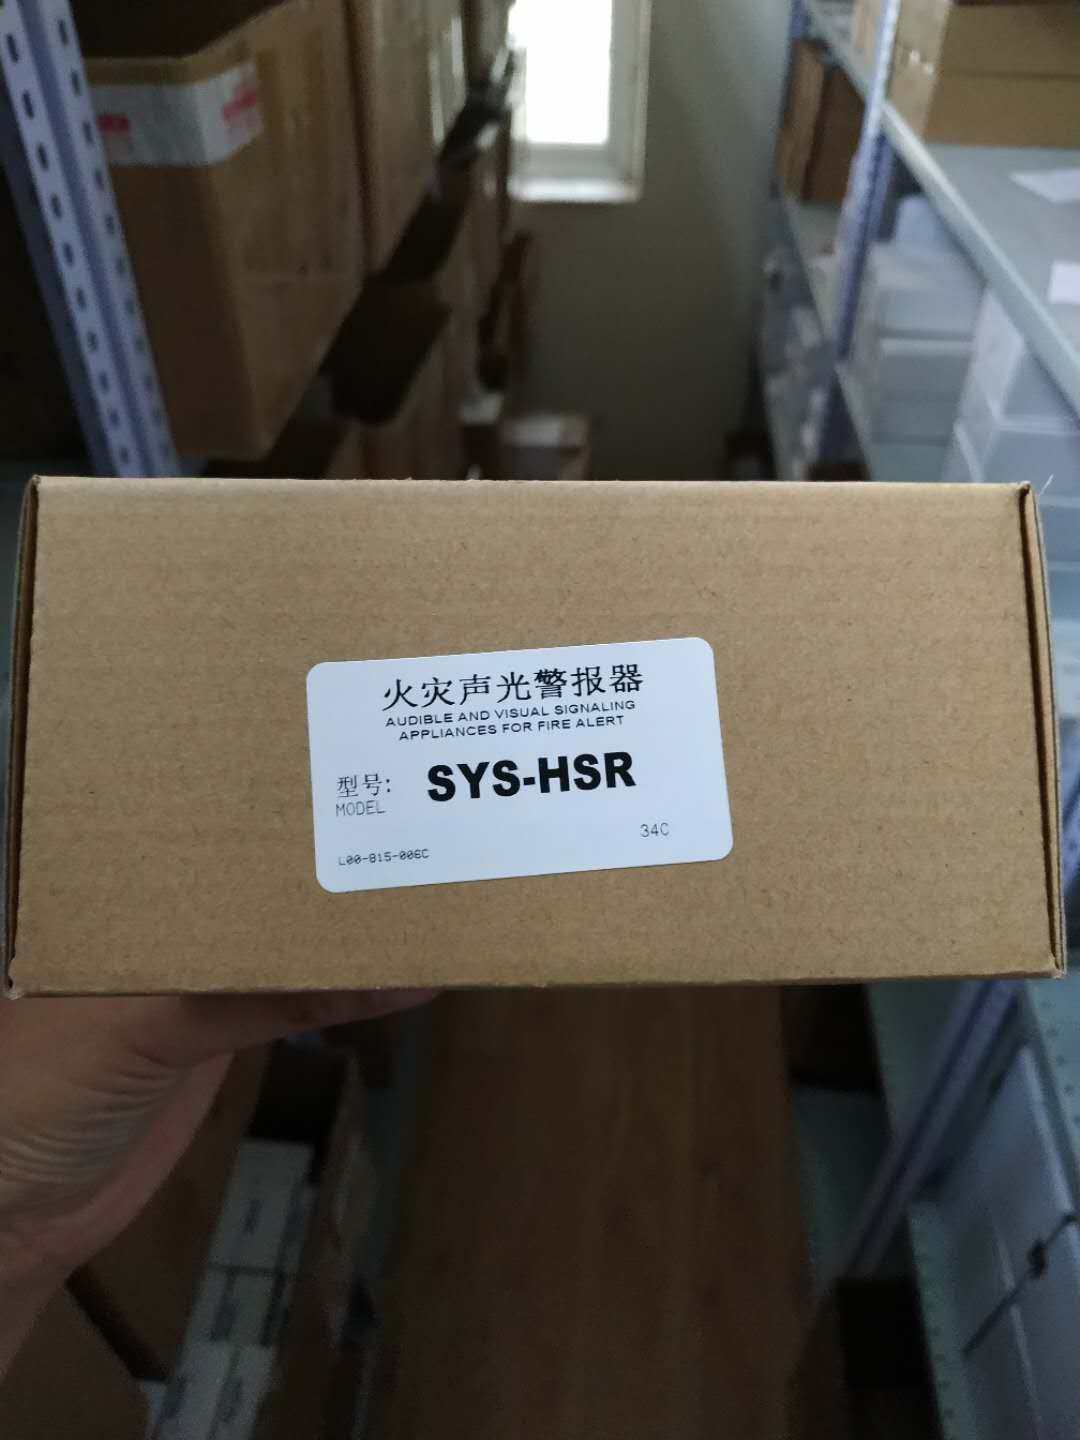 火灾声光警报器
AUDIBLE AND VISUAL SIGNALING
APPLIANCES FOR FIRE ALERT
型号: SYS-HSR
MODEL
34C
L00-815-006C